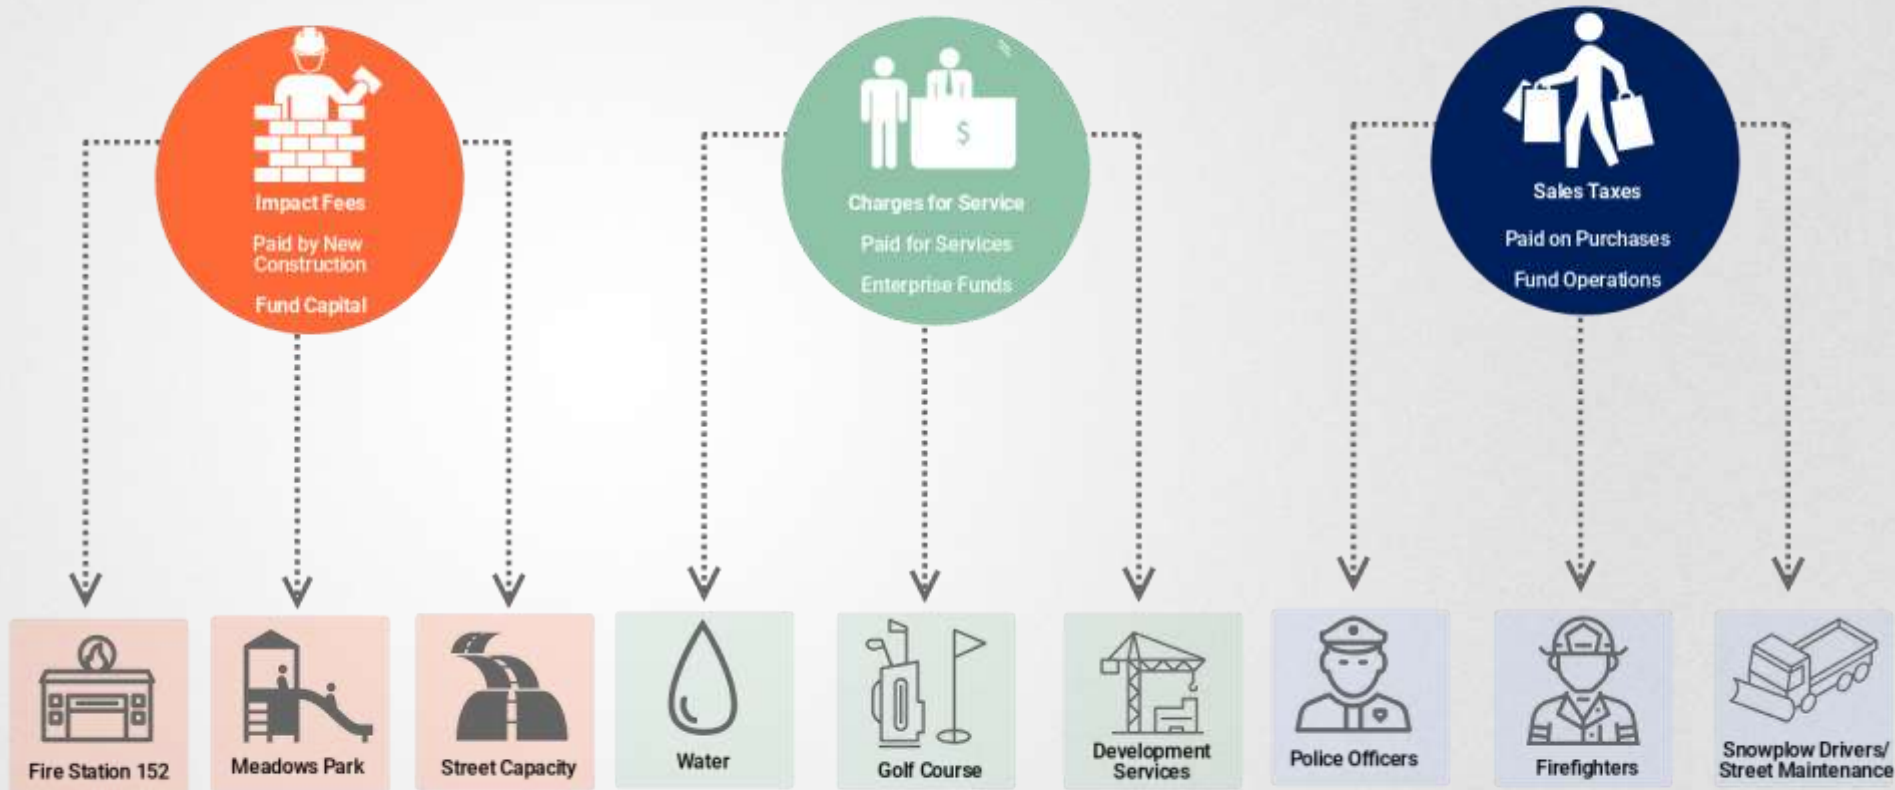 Impact Fees
Paid by New
Construction
Fund Capital
$
Charges for Service
Paid for Services
Enterprise Funds
Sales Taxes
Paid on Purchases
Fund Operations
Fire Station 152
Meadows Park
Street Capacity
Water
Golf Course
Development
Services
Police Officers
Firefighters
Snowplow Drivers/
Street Maintenance